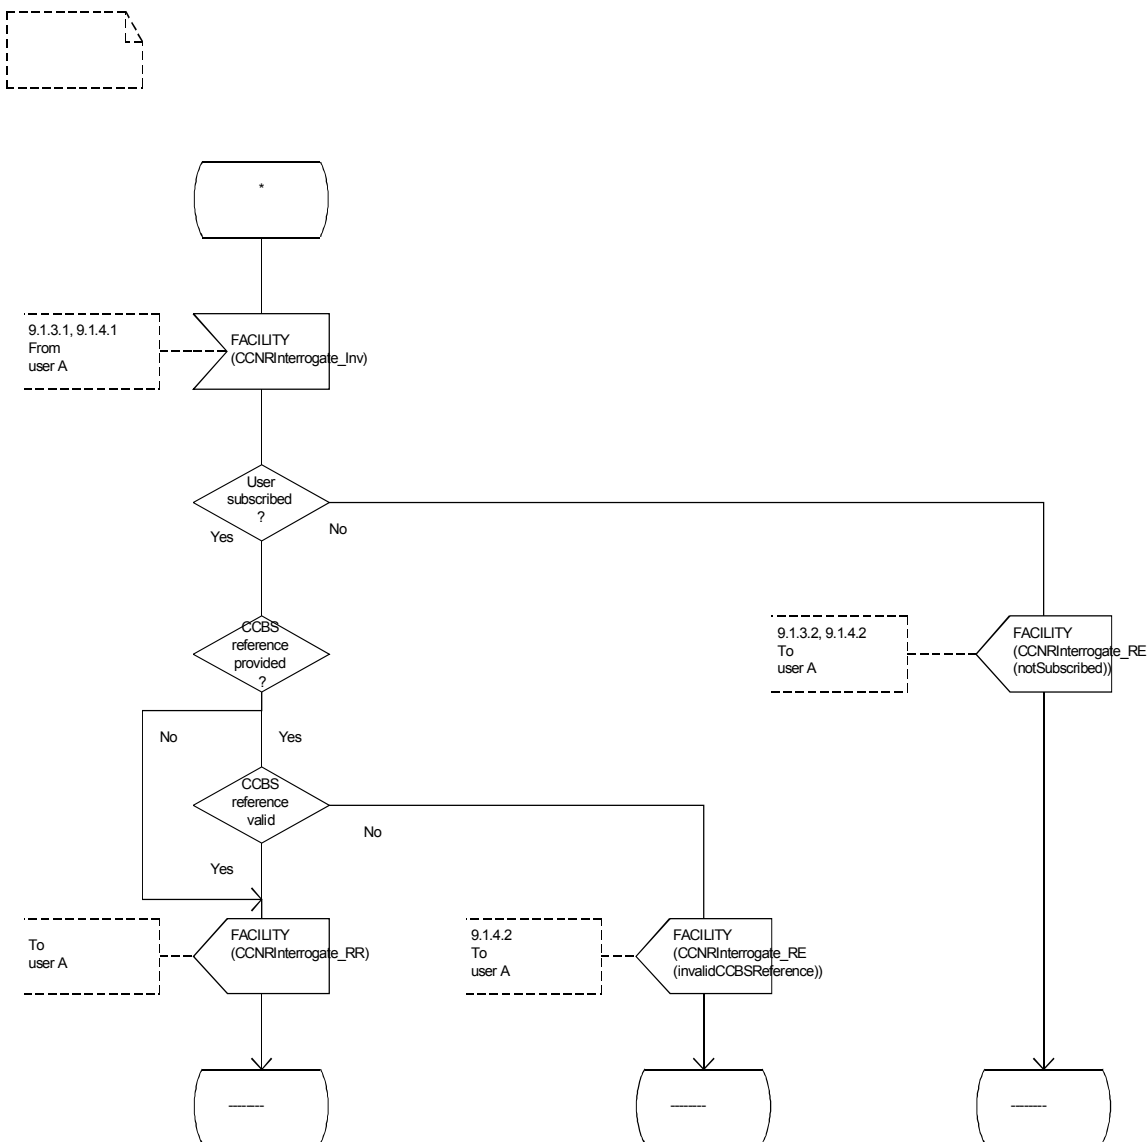 *
9.1.3.1, 9.1.4.1
From
user A
FACILITY
(CCNRInterrogate_Inv)
User
subscribed
?
Yes
No
CCBS
reference
provided
?
9.1.3.2, 9.1.4.2
To
user A
FACILITY
(CCNRInterrogate_RE
(notSubscribed))
No
Yes
CCBS
reference
valid
No
Yes
To
user A
FACILITY
(CCNRInterrogate_RR)
9.1.4.2
To
user A
FACILITY
(CCNRInterrogate_RE
(invalidCCBSReference))
--------
--------
--------